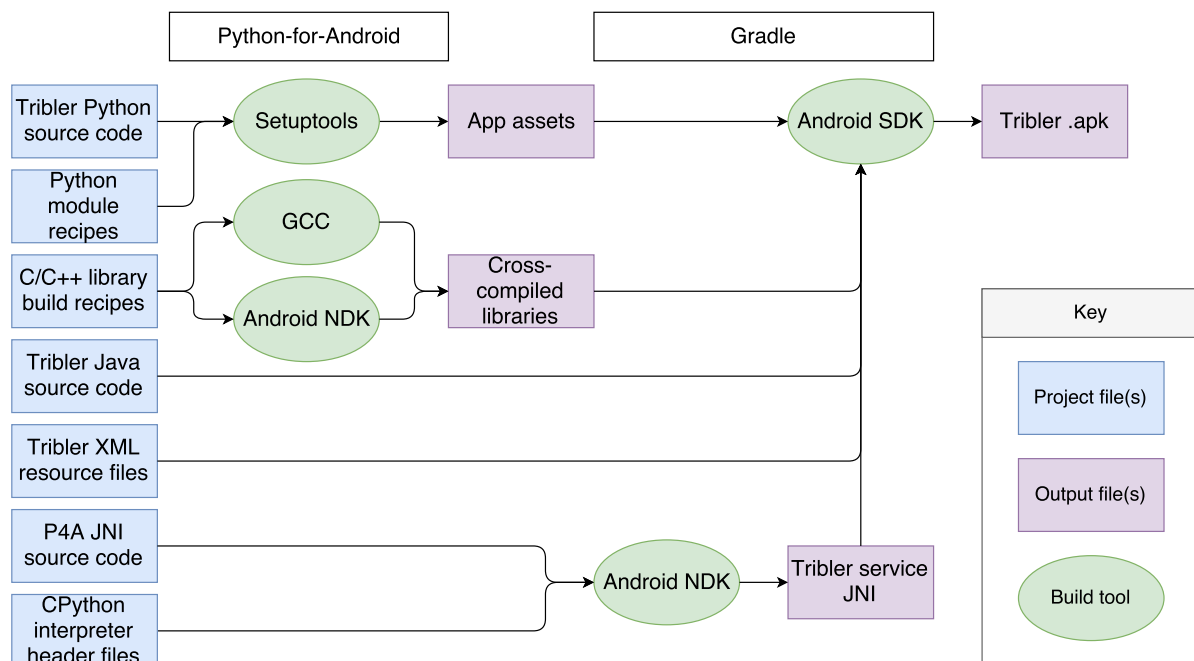 Python-for-Android
Gradle
Tribler Python
source code
Setuptools
App assets
Android SDK
Tribler .apk
Python
module
recipes
GCC
C/C++ library
build recipes
Android NDK
Cross-
compiled
libraries
Tribler Java
source code
Tribler XML
resource files
P4A JNI
source code
CPython
interpreter
header files
Android NDK
Tribler service
JNI
Key
Project file(s)
Output file(s)
Build tool